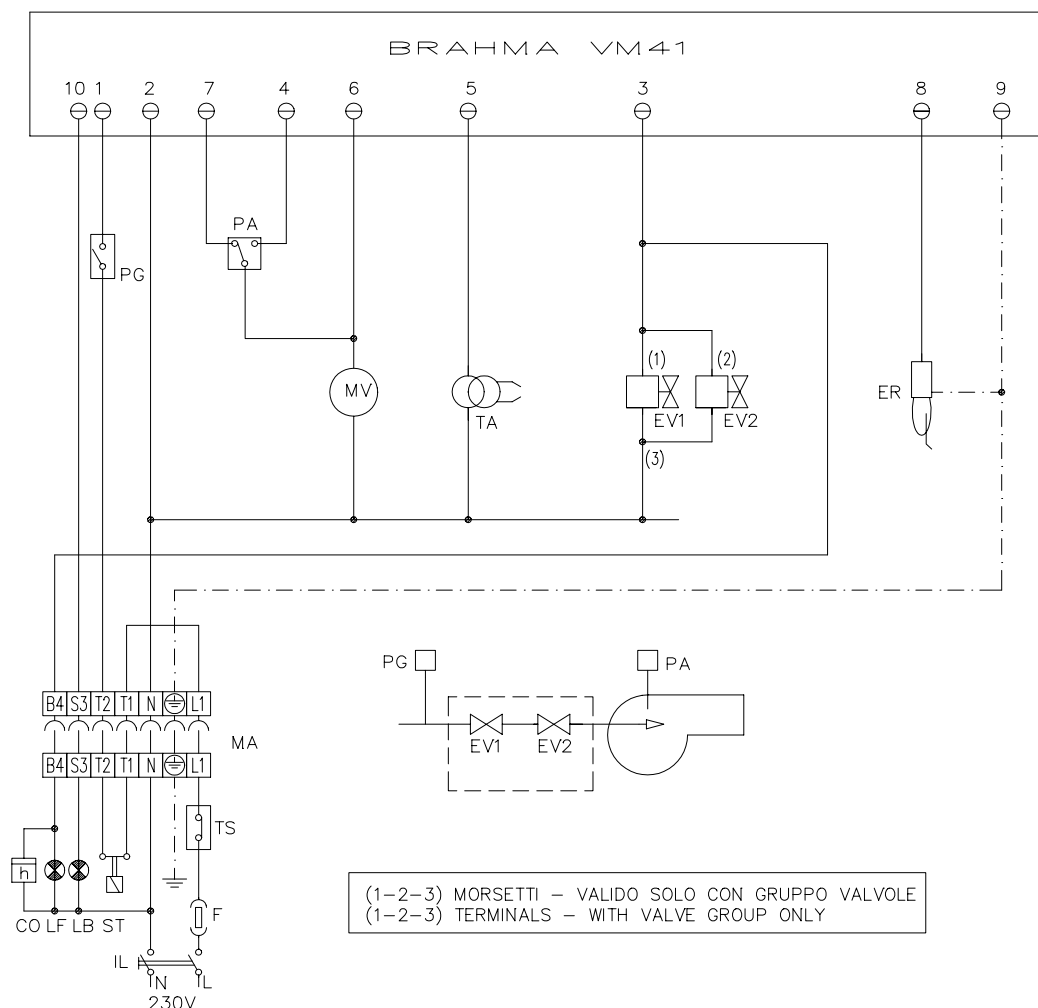 BRAHMA VM41
10 1 2 7 4 6 5 3 8 9
PA
PG
MV
TA
(1) (2)
EV1 EV2
(3)
ER
B4 S3 T2 T1 N L1
MA
B4 S3 T2 T1 N L1
TS
h
F
CO LF LB ST
IL
N L
230V
PG PA
EV1 EV2
(1-2-3) MORSETTI - VALIDO SOLO CON GRUPPO VALVOLE
(1-2-3) TERMINALS - WITH VALVE GROUP ONLY